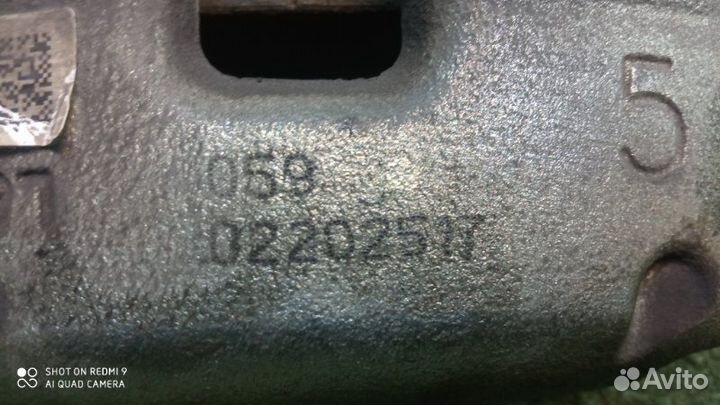 5
059
02202517
SHOT ON REDMI 9
AI QUAD CAMERA
Avito